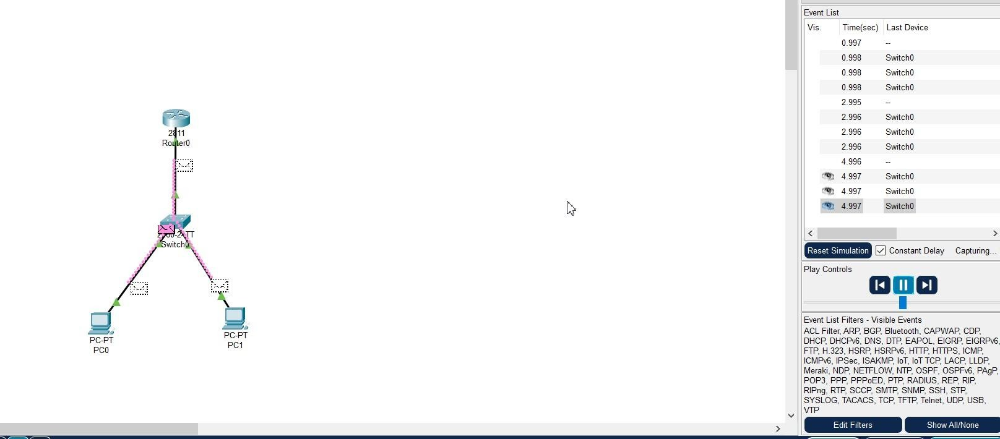 2811
Router0
Switch0
PC-PT
PC0
PC-PT
PC1
Event List
Vis. Time(sec) Last Device
0.997 --
0.998 Switch0
0.998 Switch0
0.998 Switch0
2.995 --
2.996 Switch0
2.996 Switch0
2.996 Switch0
4.996 --
4.997 Switch0
4.997 Switch0
4.997 Switch0
Reset Simulation Constant Delay Capturing...
Play Controls
Event List Filters - Visible Events
ACL Filter, ARP, BGP, Bluetooth, CAPWAP, CDP,
DHCP, DHCPv6, DNS, DTP, EAPOL, EIGRP, EIGRPv6,
FTP, H.323, HSRP, HSRPv6, HTTP, HTTPS, ICMP,
ICMPv6, IPSec, ISAKMP, IoT, IoT TCP, LACP, LLDP,
Meraki, NDP, NETFLOW, NTP, OSPF, OSPFv6, PAgP,
POP3, PPP, PPPoED, PTP, RADIUS, REP, RIP,
RIPng, RTP, SCCP, SMTP, SNMP, SSH, STP,
SYSLOG, TACACS, TCP, TFTP, Telnet, UDP, USB,
VTP
Edit Filters Show All/None